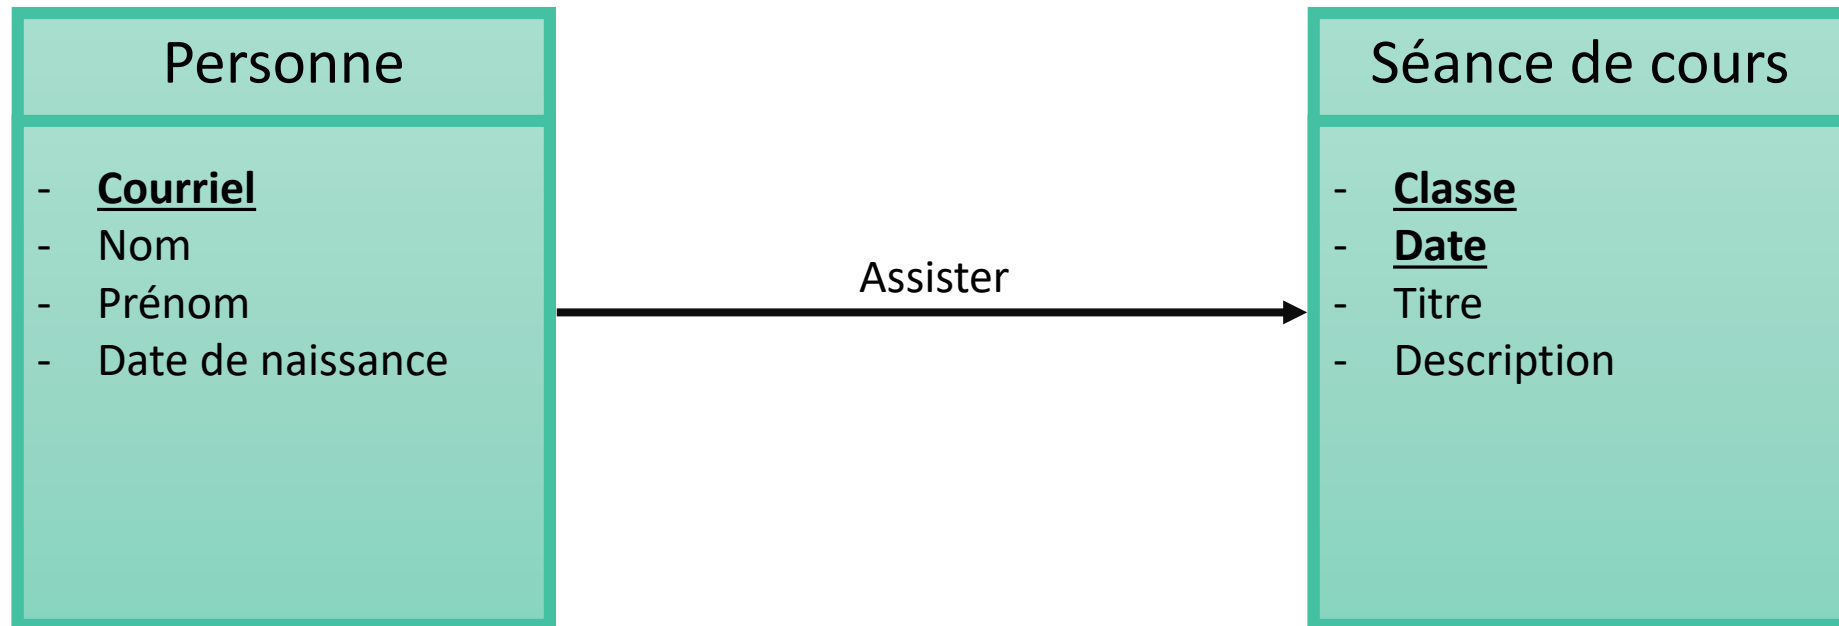 Personne
- Courriel
- Nom
- Prénom
- Date de naissance
Assister
Séance de cours
- Classe
- Date
- Titre
- Description